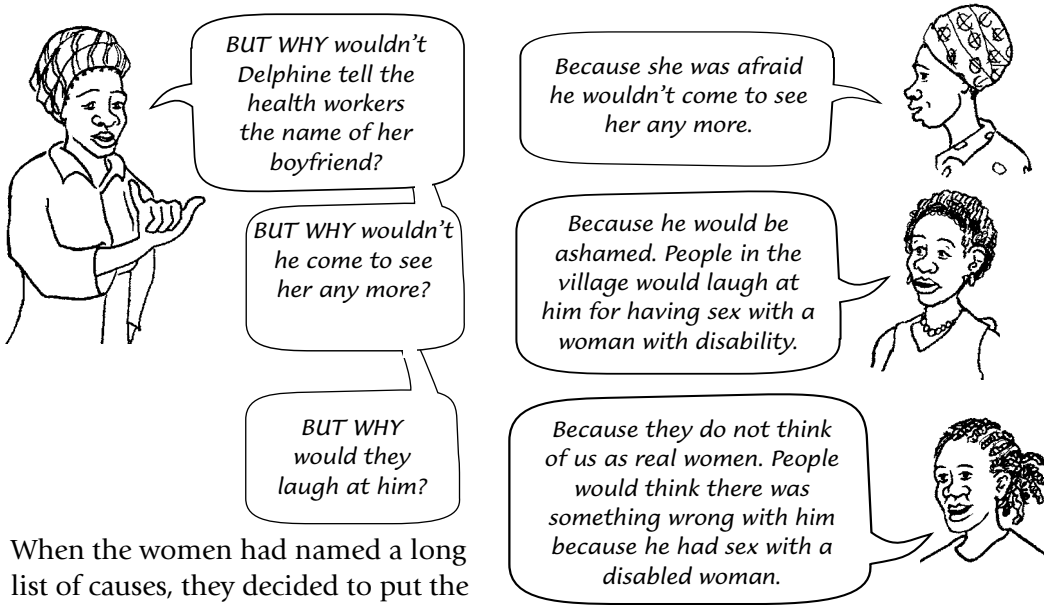 BUT WHY wouldn't
Delphine tell the
health workers
the name of her
boyfriend?
Because she was afraid
he wouldn't come to see
her any more.
BUT WHY wouldn't
he come to see
her any more?
Because he would be
ashamed. People in the
village would laugh at
him for having sex with a
woman with disability.
BUT WHY
would they
laugh at him?
Because they do not think
of us as real women. People
would think there was
something wrong with him
because he had sex with a
disabled woman.
When the women had named a long
list of causes, they decided to put the